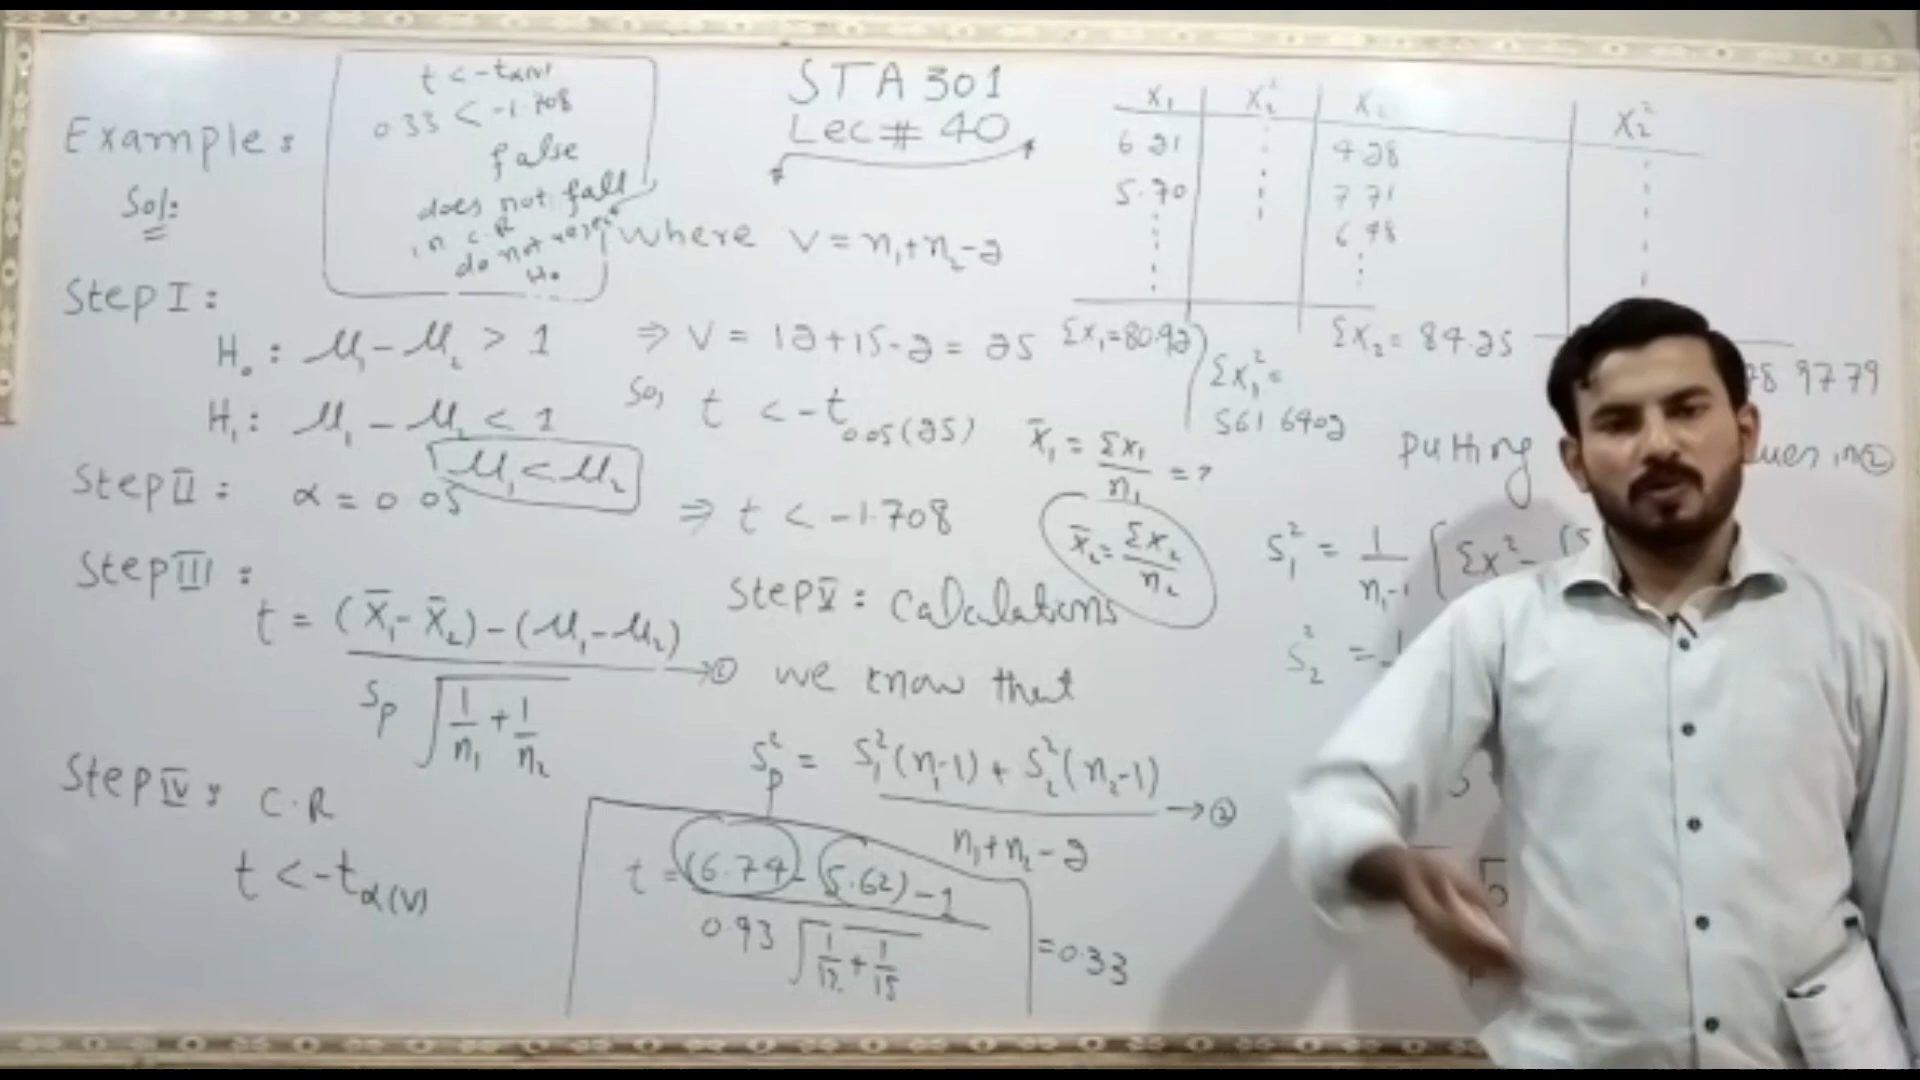 STA 301
Lec # 40
Example:
Sol:
t < -tα(v)
0.33 < -1.708
false
does not fall
in C.R
do not
H₀
where v = n₁+n₂-2
Step I:
H₀: μ₁-μ₂ > 1
H₁: μ₁-μ₂ < 1
μ₁<μ₂
Step II: α = 0.05
Step III:
t = (X̄₁-X̄₂)-(μ₁-μ₂) → ①
Sp √1/n₁+1/n₂
Step IV: C.R
t < -tα(v)
⇒ v = 12+15-2 = 25
So, t < -t0.05(25)
⇒ t < -1.708
Step V: Calculations
we know that
Sp² = S₁²(n₁-1) + S₂²(n₂-1) → ②
n₁+n₂-2
t = (6.74-5.62)-1
0.93 √1/12+1/15
= 0.33
X₁ X₂ X₂²
6.21 4.28
5.70 7.71
6.48
ΣX₁=80.92 ΣX₂ = 84.25
ΣX₁² =
561.6402
9779
X̄₁ = ΣX₁/n₁ = ?
X̄₂ = ΣX₂/n₂
Putting in ②
S₁² = 1/n₁-1 [ΣX² -
S₂² =